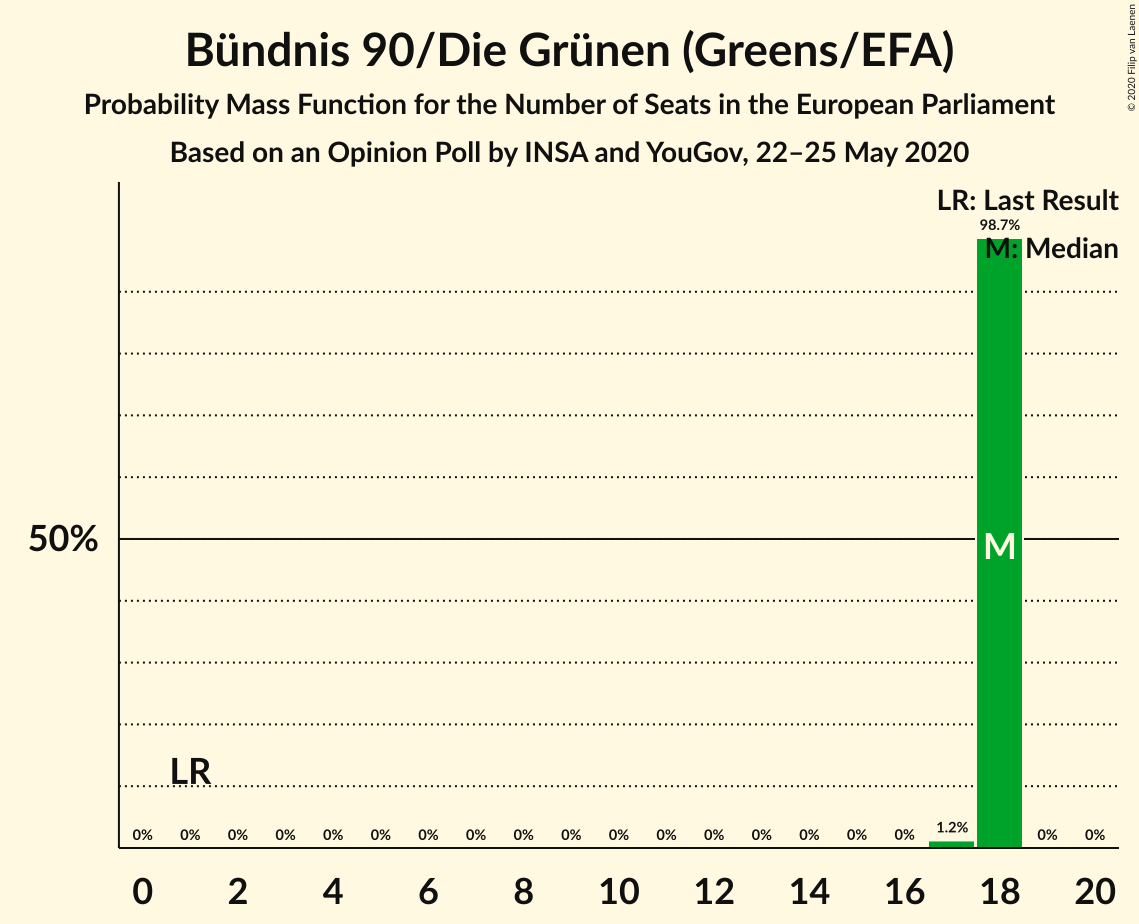 Bündnis 90/Die Grünen (Greens/EFA)
Probability Mass Function for the Number of Seats in the European Parliament
Based on an Opinion Poll by INSA and YouGov, 22–25 May 2020
© 2020 Filip van Laenen
LR: Last Result
98.7%
M: Median
50%
M
LR
0% 0% 0% 0% 0% 0% 0% 0% 0% 0% 0% 0% 0% 0% 0% 0% 0% 1.2% 0% 0%
0 2 4 6 8 10 12 14 16 18 20